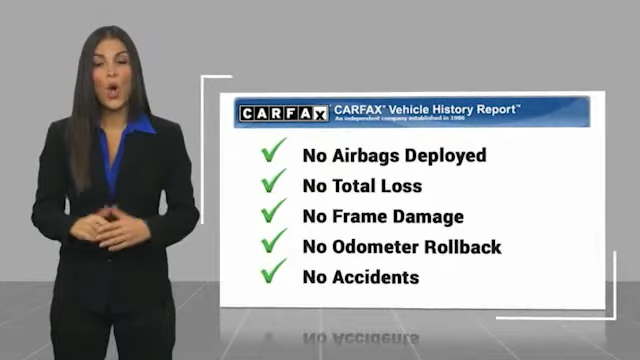 CARFAX CARFAX® Vehicle History Report™
An independent company established in 1986
No Airbags Deployed
No Total Loss
No Frame Damage
No Odometer Rollback
No Accidents